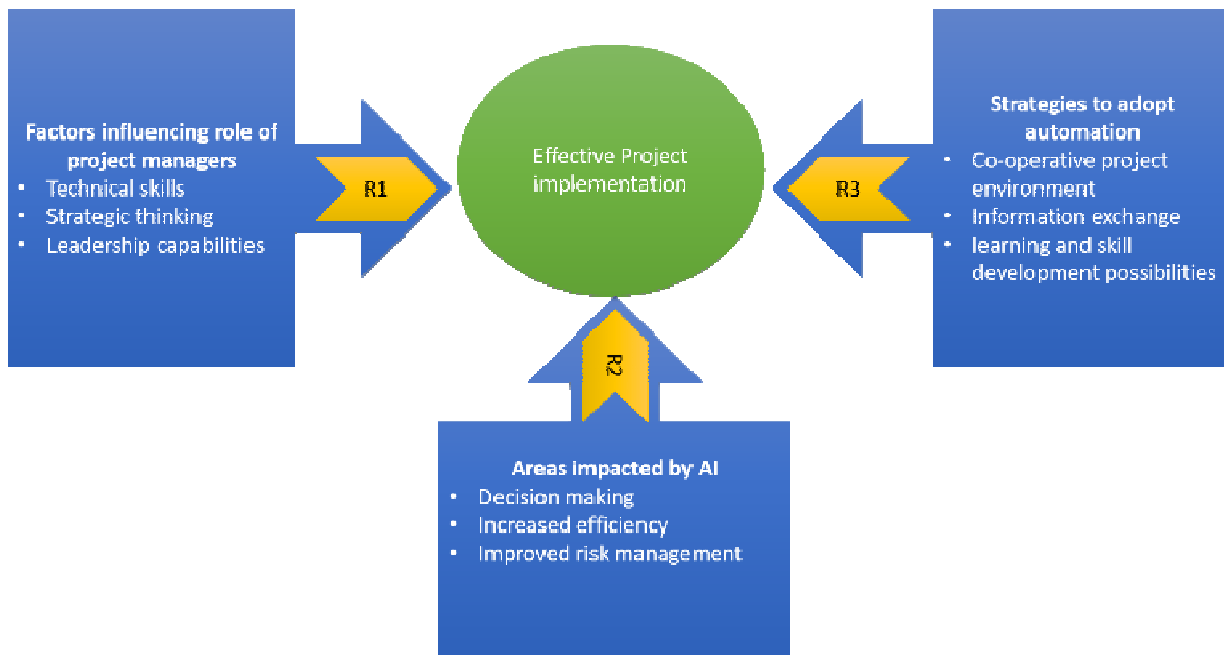 Factors influencing role of
project managers
• Technical skills
• Strategic thinking
• Leadership capabilities
R1
Effective Project
implementation
R3
Strategies to adopt
automation
• Co-operative project
environment
• Information exchange
• learning and skill
development possibilities
R2
Areas impacted by AI
• Decision making
• Increased efficiency
• Improved risk management